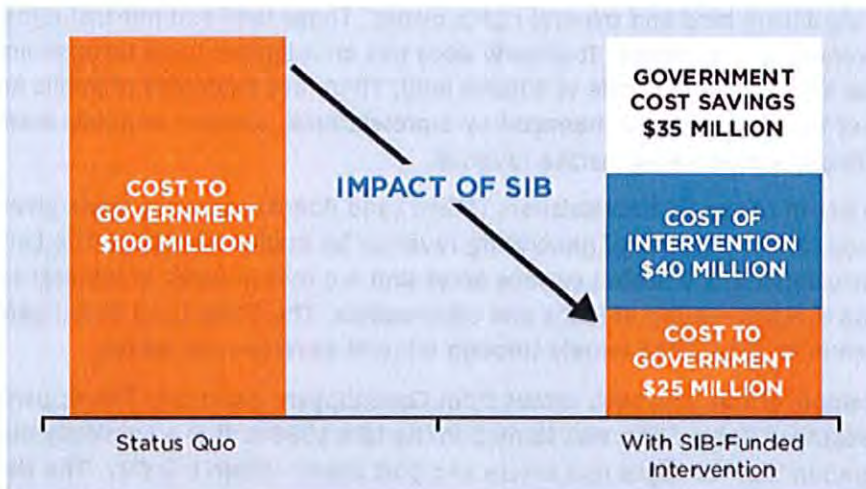 COST TO
GOVERNMENT
$100 MILLION
IMPACT OF SIB
GOVERNMENT
COST SAVINGS
$35 MILLION
COST OF
INTERVENTION
$40 MILLION
COST TO
GOVERNMENT
$25 MILLION
Status Quo
With SIB-Funded
Intervention